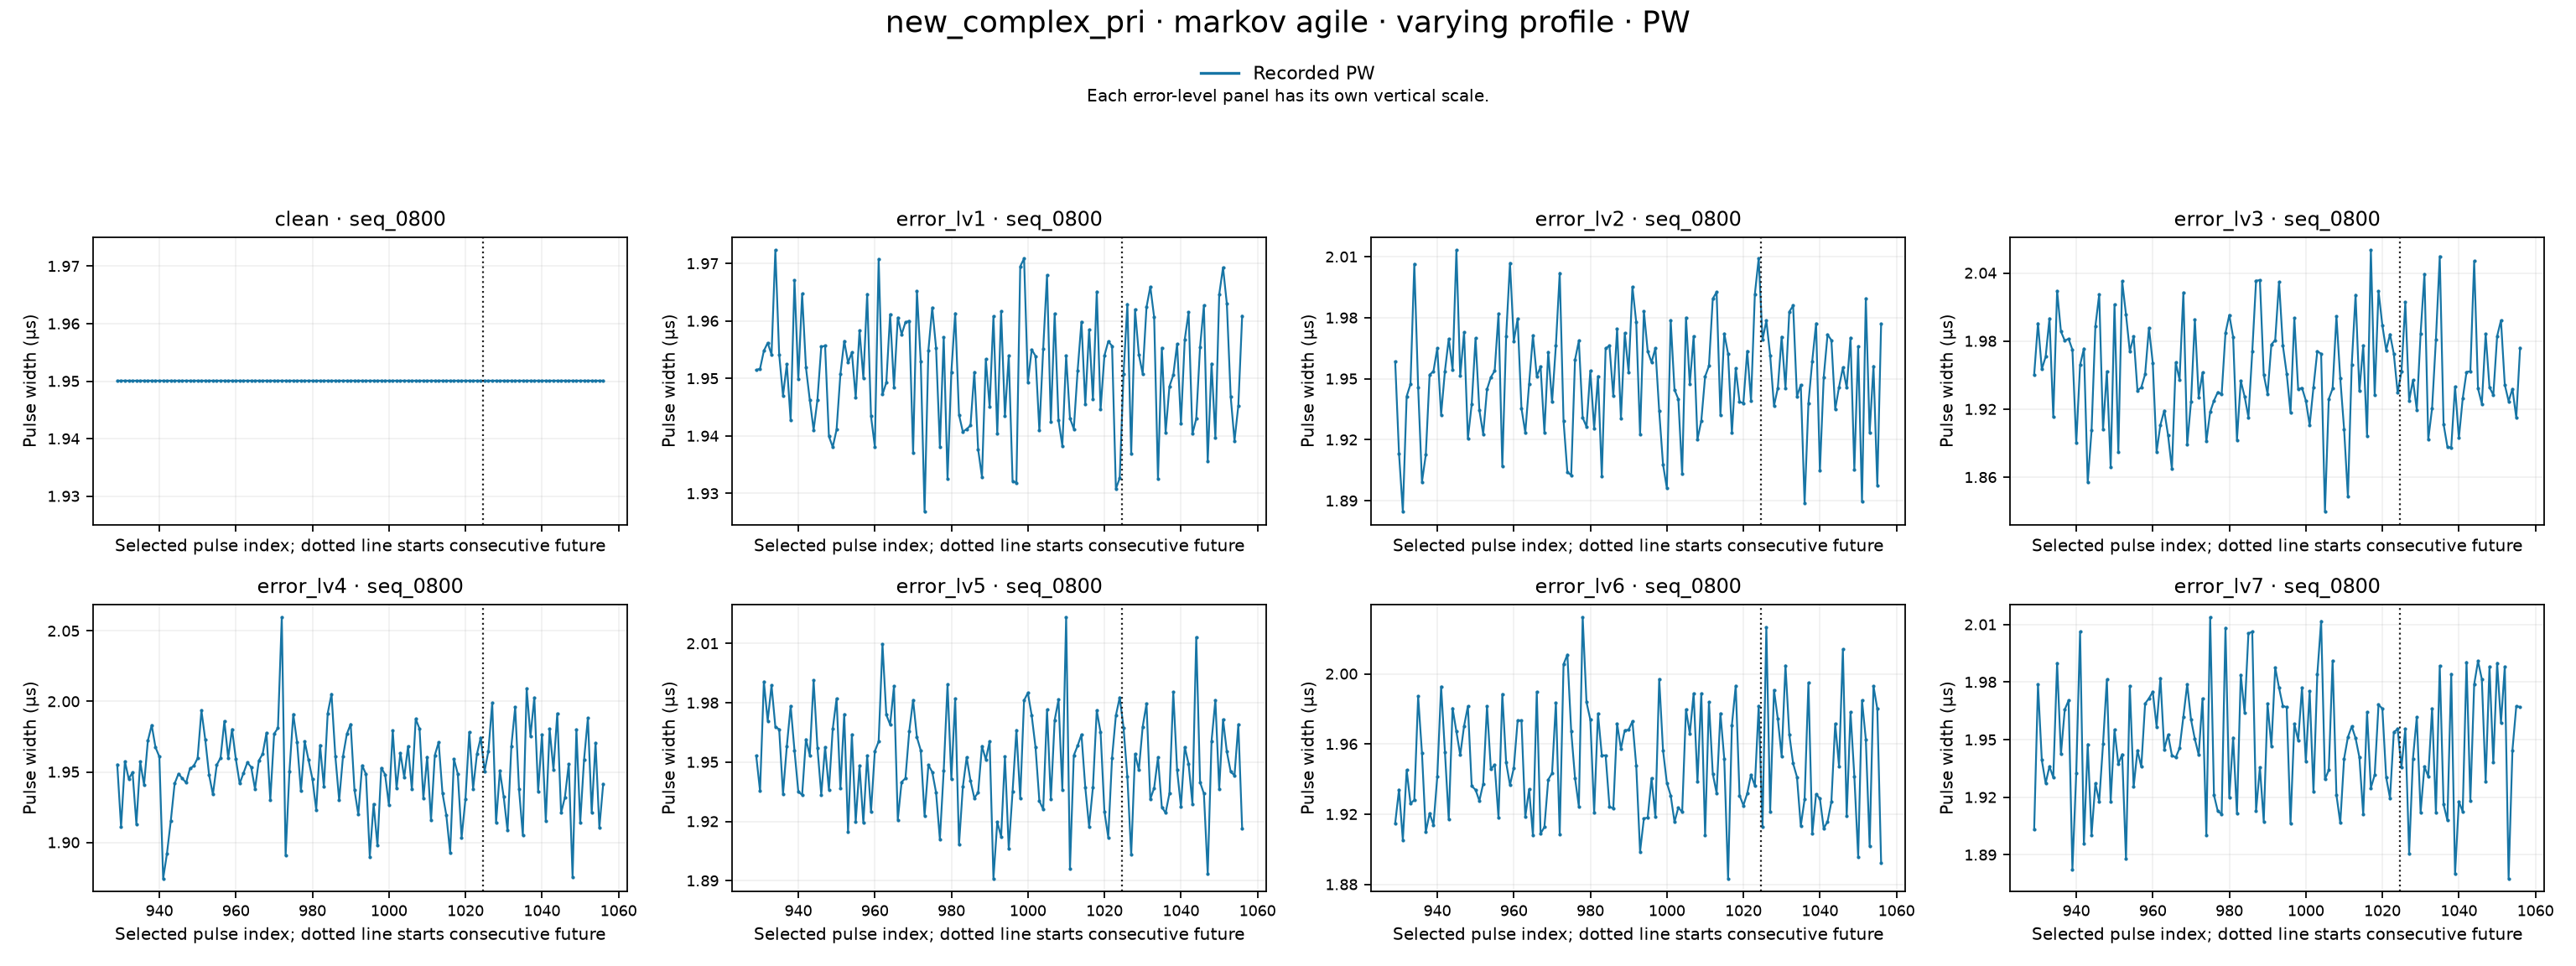 new_complex_pri · markov agile · varying profile · PW
Recorded PW
Each error-level panel has its own vertical scale.
clean · seq_0800
error_lv1 · seq_0800
error_lv2 · seq_0800
error_lv3 · seq_0800
Pulse width (µs)
1.97
1.96
1.95
1.94
1.93
Selected pulse index; dotted line starts consecutive future
Pulse width (µs)
1.97
1.96
1.95
1.94
1.93
Selected pulse index; dotted line starts consecutive future
Pulse width (µs)
2.01
1.98
1.95
1.92
1.89
Selected pulse index; dotted line starts consecutive future
Pulse width (µs)
2.04
1.98
1.92
1.86
Selected pulse index; dotted line starts consecutive future
error_lv4 · seq_0800
error_lv5 · seq_0800
error_lv6 · seq_0800
error_lv7 · seq_0800
Pulse width (µs)
2.05
2.00
1.95
1.90
940 960 980 1000 1020 1040 1060
Selected pulse index; dotted line starts consecutive future
Pulse width (µs)
2.01
1.98
1.95
1.92
1.89
940 960 980 1000 1020 1040 1060
Selected pulse index; dotted line starts consecutive future
Pulse width (µs)
2.00
1.96
1.92
1.88
940 960 980 1000 1020 1040 1060
Selected pulse index; dotted line starts consecutive future
Pulse width (µs)
2.01
1.98
1.95
1.92
1.89
940 960 980 1000 1020 1040 1060
Selected pulse index; dotted line starts consecutive future